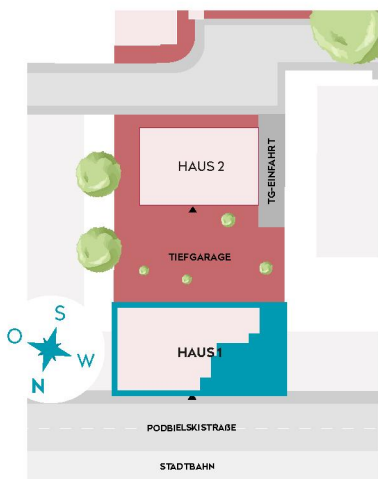 HAUS 2
TG-EINFAHRT
TIEFGARAGE
S
O
W
N
HAUS 1
PODBIELSKISTRAßE
STADTBAHN